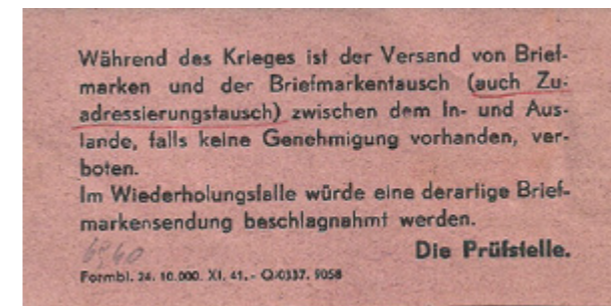 Während des Krieges ist der Versand von Brief-
marken und der Briefmarkentausch (auch Zu-
adressierungstausch) zwischen dem In- und Aus-
lande, falls keine Genehmigung vorhanden, ver-
boten.
Im Wiederholungsfalle würde eine derartige Brief-
markensendung beschlagnahmt werden.
Die Prüfstelle.
Formbl. 24. 10.000. XI. 41. - Q/0337. 9058